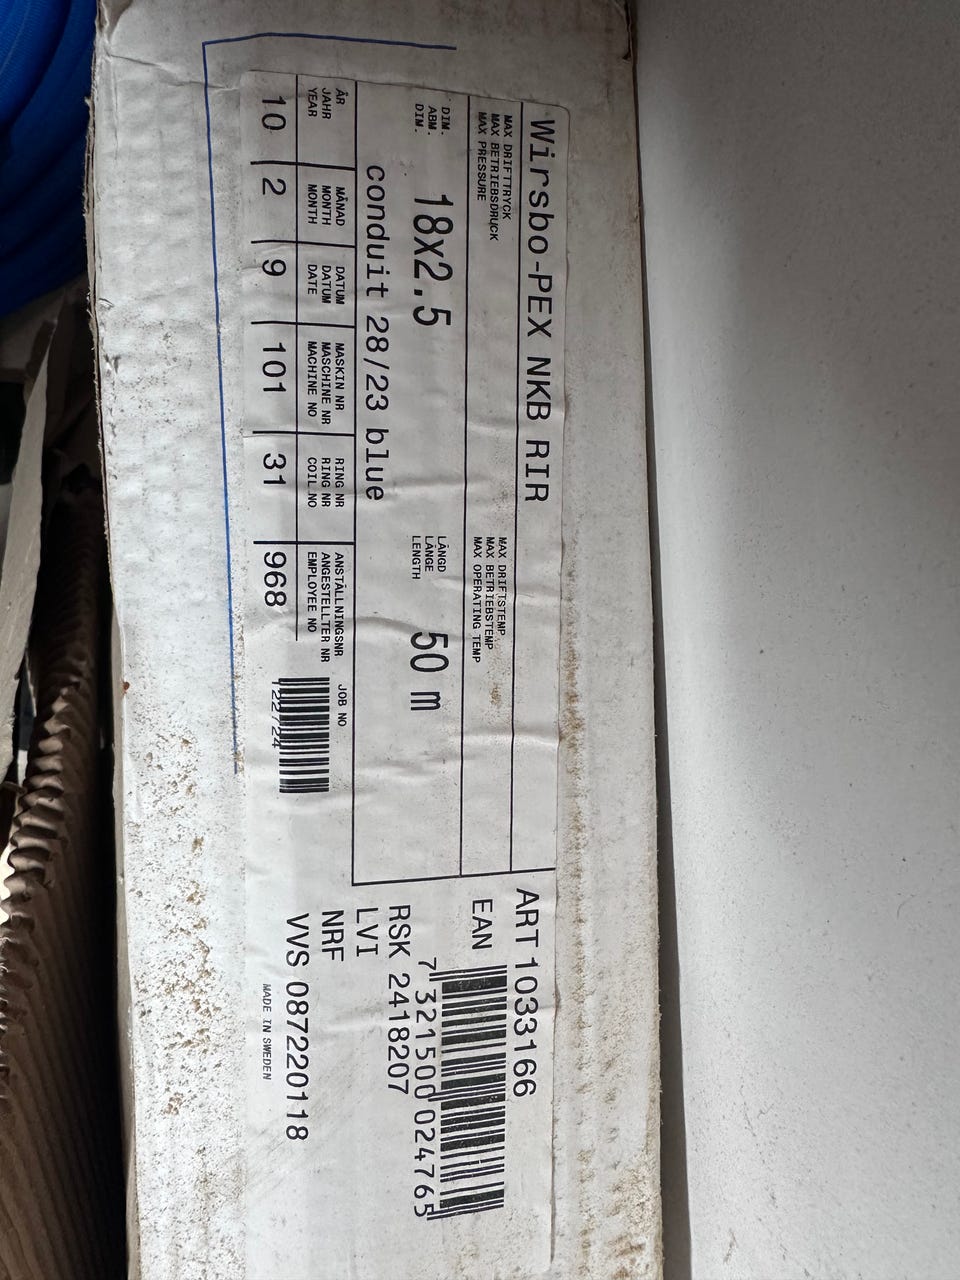 Wirsbo-PEX NKB RIR
MAX DRIFTTRYCK
MAX BETRIEBSDRUCK
MAX PRESSURE
MAX DRIFTSTEMP
MAX BETRIEBSTEMP
MAX OPERATING TEMP
DIM.
ABM.
DIM.
18x2.5
LÄNGD
LÄNGE
LENGTH
50 m
conduit 28/23 blue
ÅR
JAHR
YEAR
MÅNAD
MONTH
MONTH
DATUM
DATUM
DATE
MASKIN NR
MASCHINE NR
MACHINE NO
RING NR
RING NR
COIL NO
ANSTÄLLNINGSNR
ANGESTELLTER NR
EMPLOYEE NO
JOB NO
10 2 9 101 31 968
122724
ART 1033166
EAN
7 321500 024765
RSK 2418207
LVI
NRF
VVS 087220118
MADE IN SWEDEN